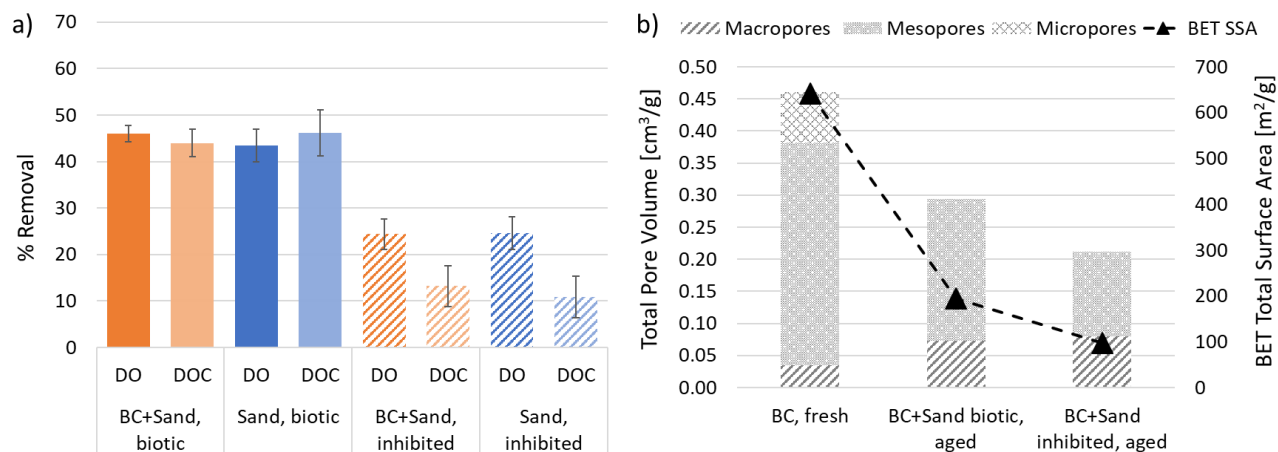 a)
% Removal
70
60
50
40
30
20
10
0
DO DOC DO DOC DO DOC DO DOC
BC+Sand, biotic
Sand, biotic
BC+Sand, inhibited
Sand, inhibited
b)
Macropores Mesopores Micropores BET SSA
Total Pore Volume [cm³/g]
0.50
0.45
0.40
0.35
0.30
0.25
0.20
0.15
0.10
0.05
0.00
700
600
500
400
300
200
100
0
BET Total Surface Area [m²/g]
BC, fresh
BC+Sand biotic, aged
BC+Sand inhibited, aged